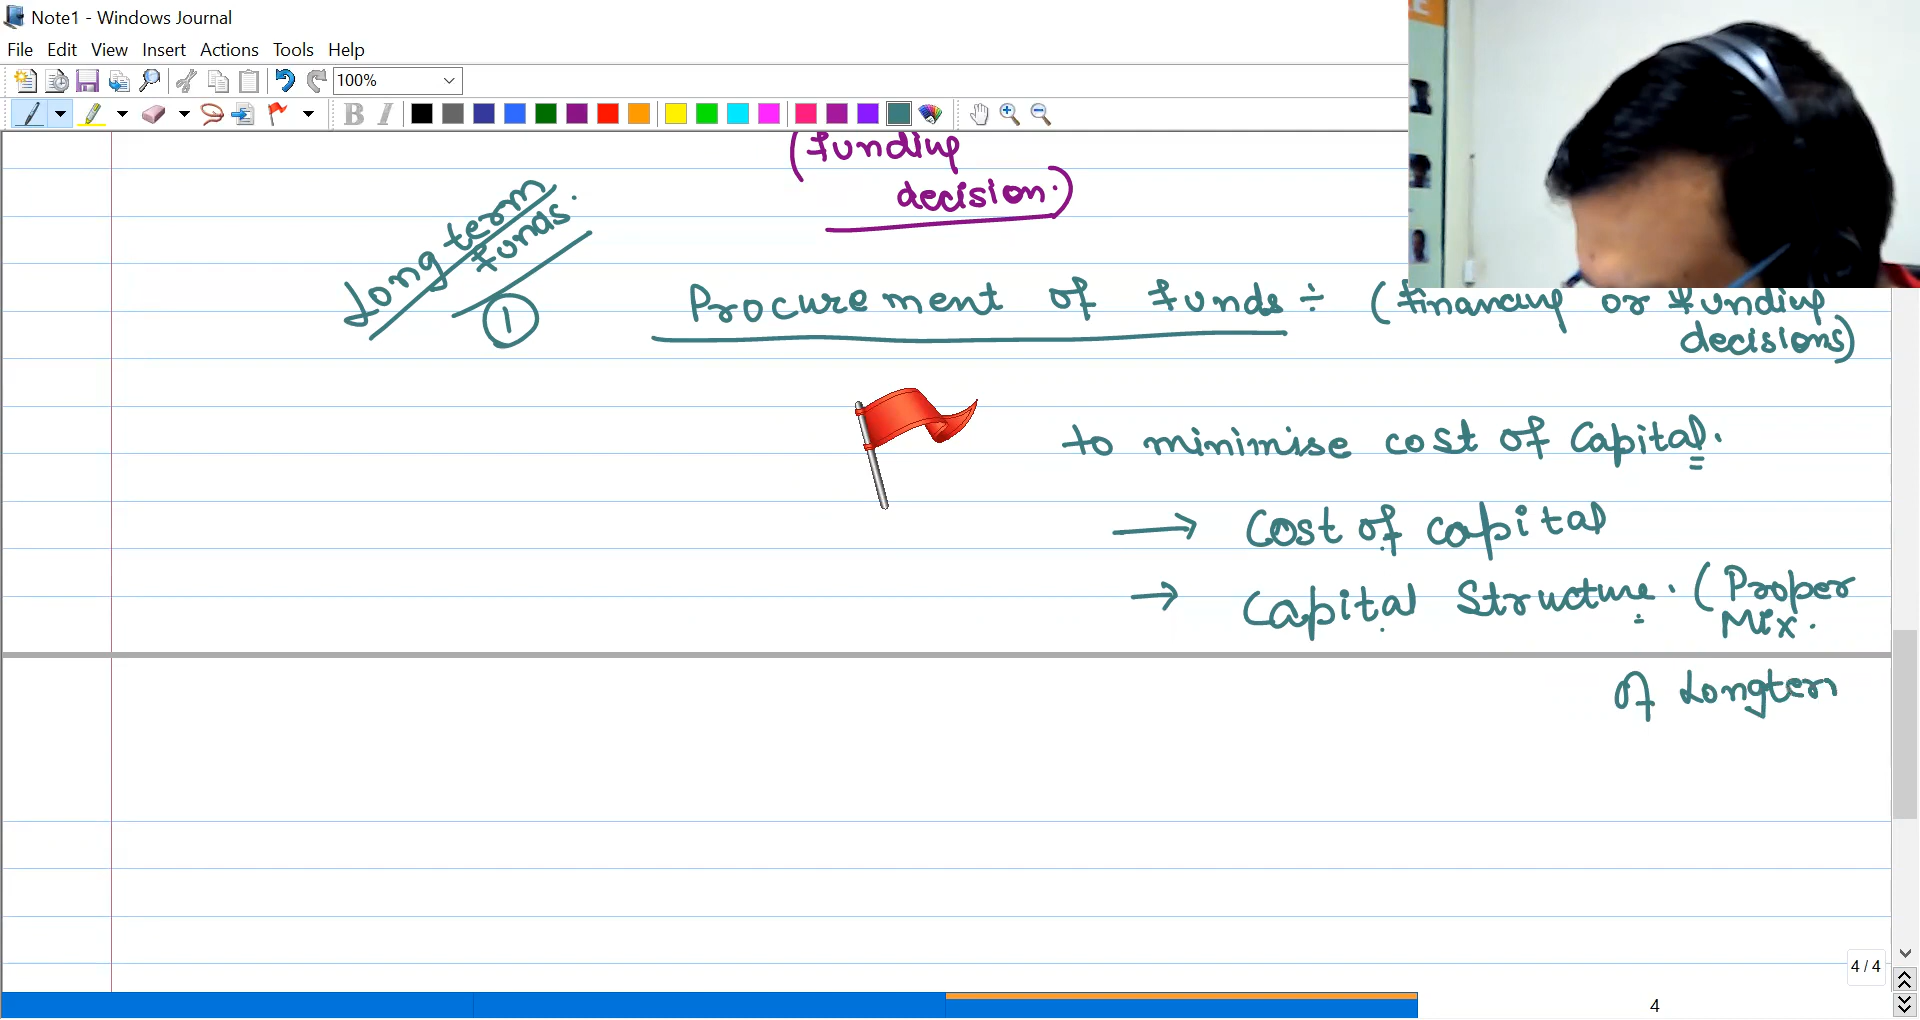 Note1 - Windows Journal
File Edit View Insert Actions Tools Help
100%
B I
(funding
decision.)
Long term
funds.
1
Procurement of funds ÷ (financing or funding
decisions)
to minimise cost of Capital.
→ Cost of capital
→ Capital Structure. (Proper
Mix.
of Longterm
4 / 4
4